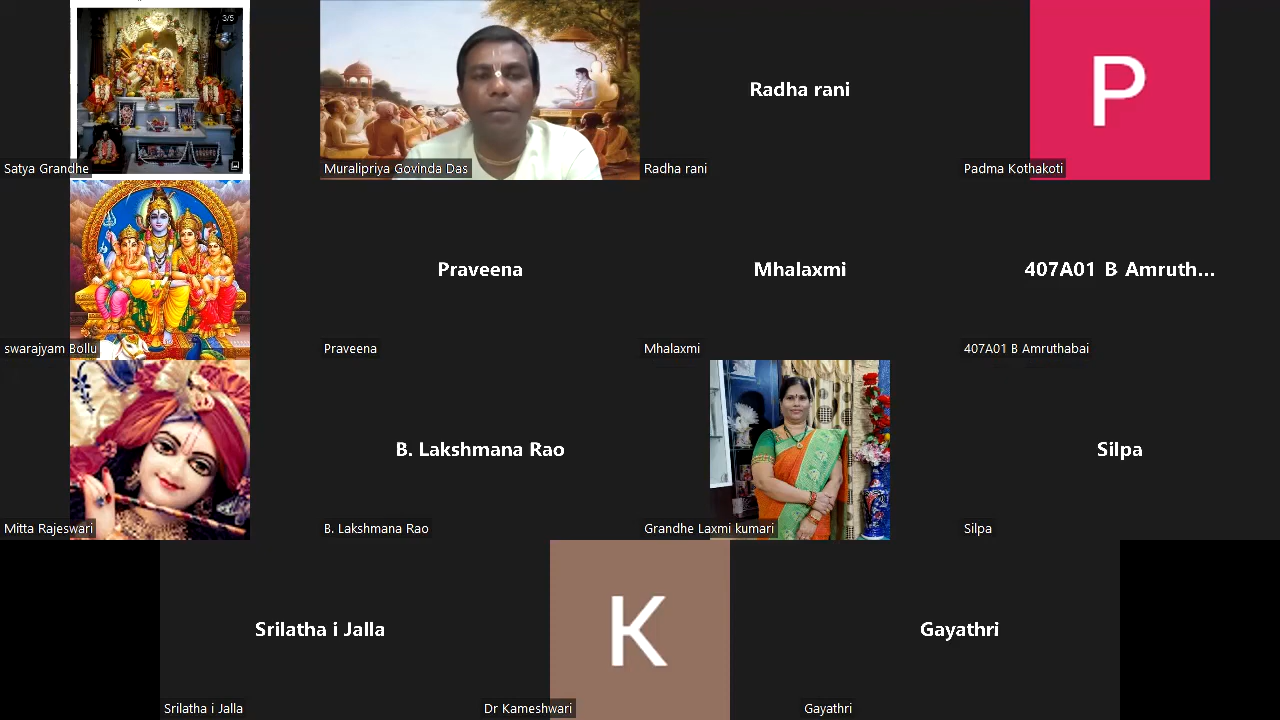 3/5
Satya Grandhe
Muralipriya Govinda Das
Radha rani
Radha rani
P
Padma Kothakoti
swarajyam Bollu
Praveena
Praveena
Mhalaxmi
Mhalaxmi
407A01 B Amruth...
407A01 B Amruthabai
Mitta Rajeswari
B. Lakshmana Rao
B. Lakshmana Rao
Grandhe Laxmi kumari
Silpa
Silpa
Srilatha i Jalla
Srilatha i Jalla
K
Dr Kameshwari
Gayathri
Gayathri